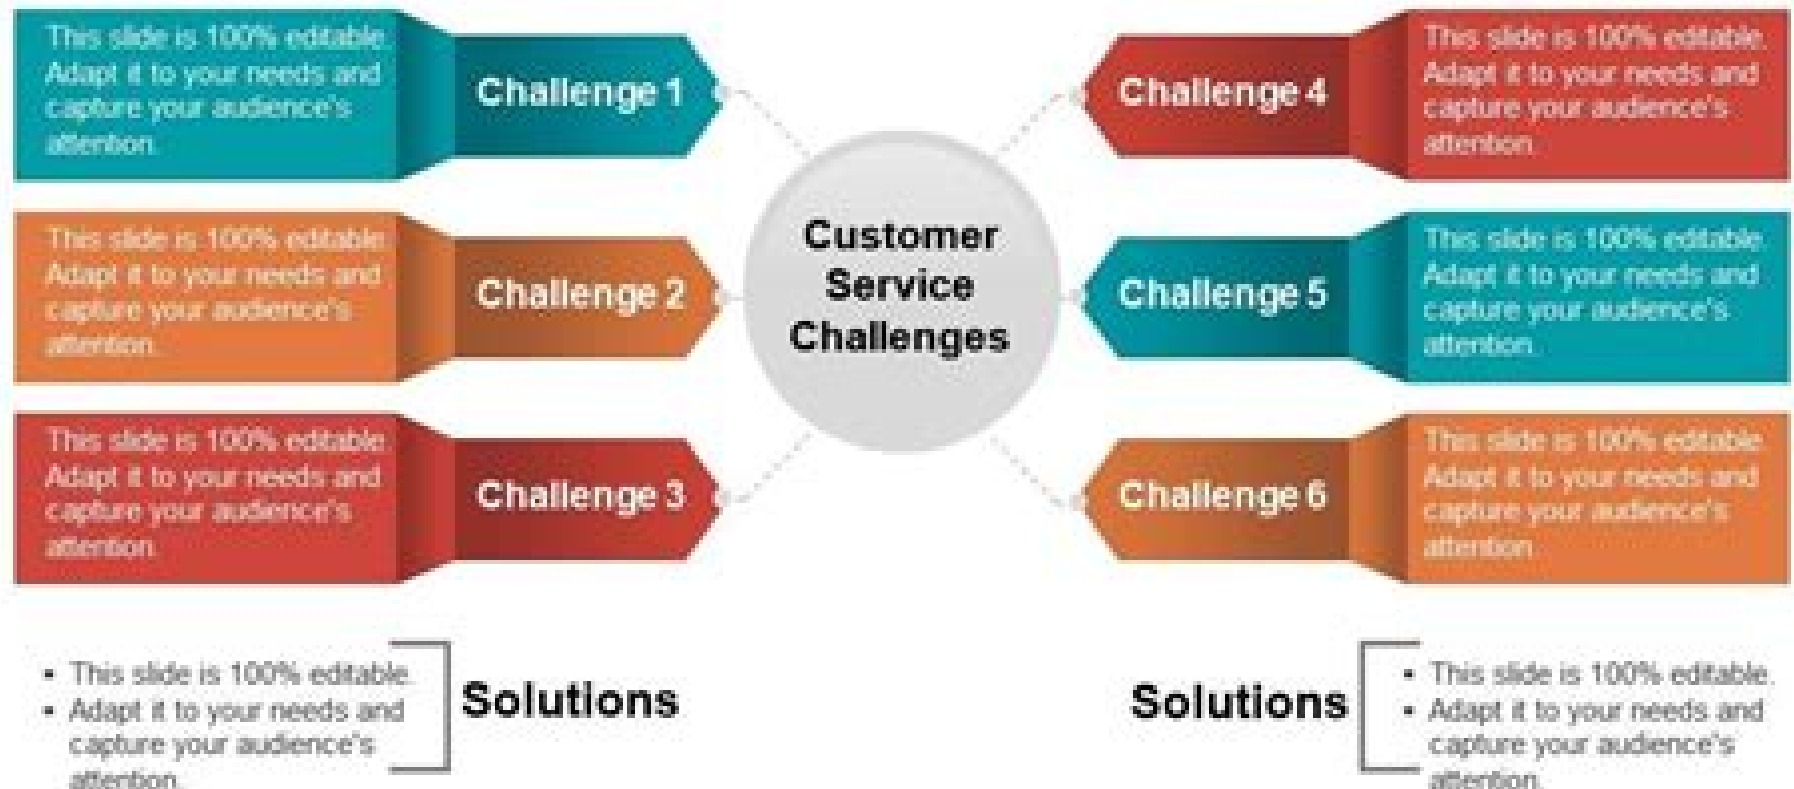 This slide is 100% editable.
Adapt it to your needs and
capture your audience's
attention.
Challenge 1
This slide is 100% editable.
Adapt it to your needs and
capture your audience's
attention.
Challenge 2
This slide is 100% editable.
Adapt it to your needs and
capture your audience's
attention.
Challenge 3
Customer
Service
Challenges
Challenge 4
This slide is 100% editable.
Adapt it to your needs and
capture your audience's
attention.
Challenge 5
This slide is 100% editable.
Adapt it to your needs and
capture your audience's
attention.
Challenge 6
This slide is 100% editable.
Adapt it to your needs and
capture your audience's
attention.
• This slide is 100% editable.
• Adapt it to your needs and
capture your audience's
attention.
Solutions
Solutions
• This slide is 100% editable.
• Adapt it to your needs and
capture your audience's
attention.